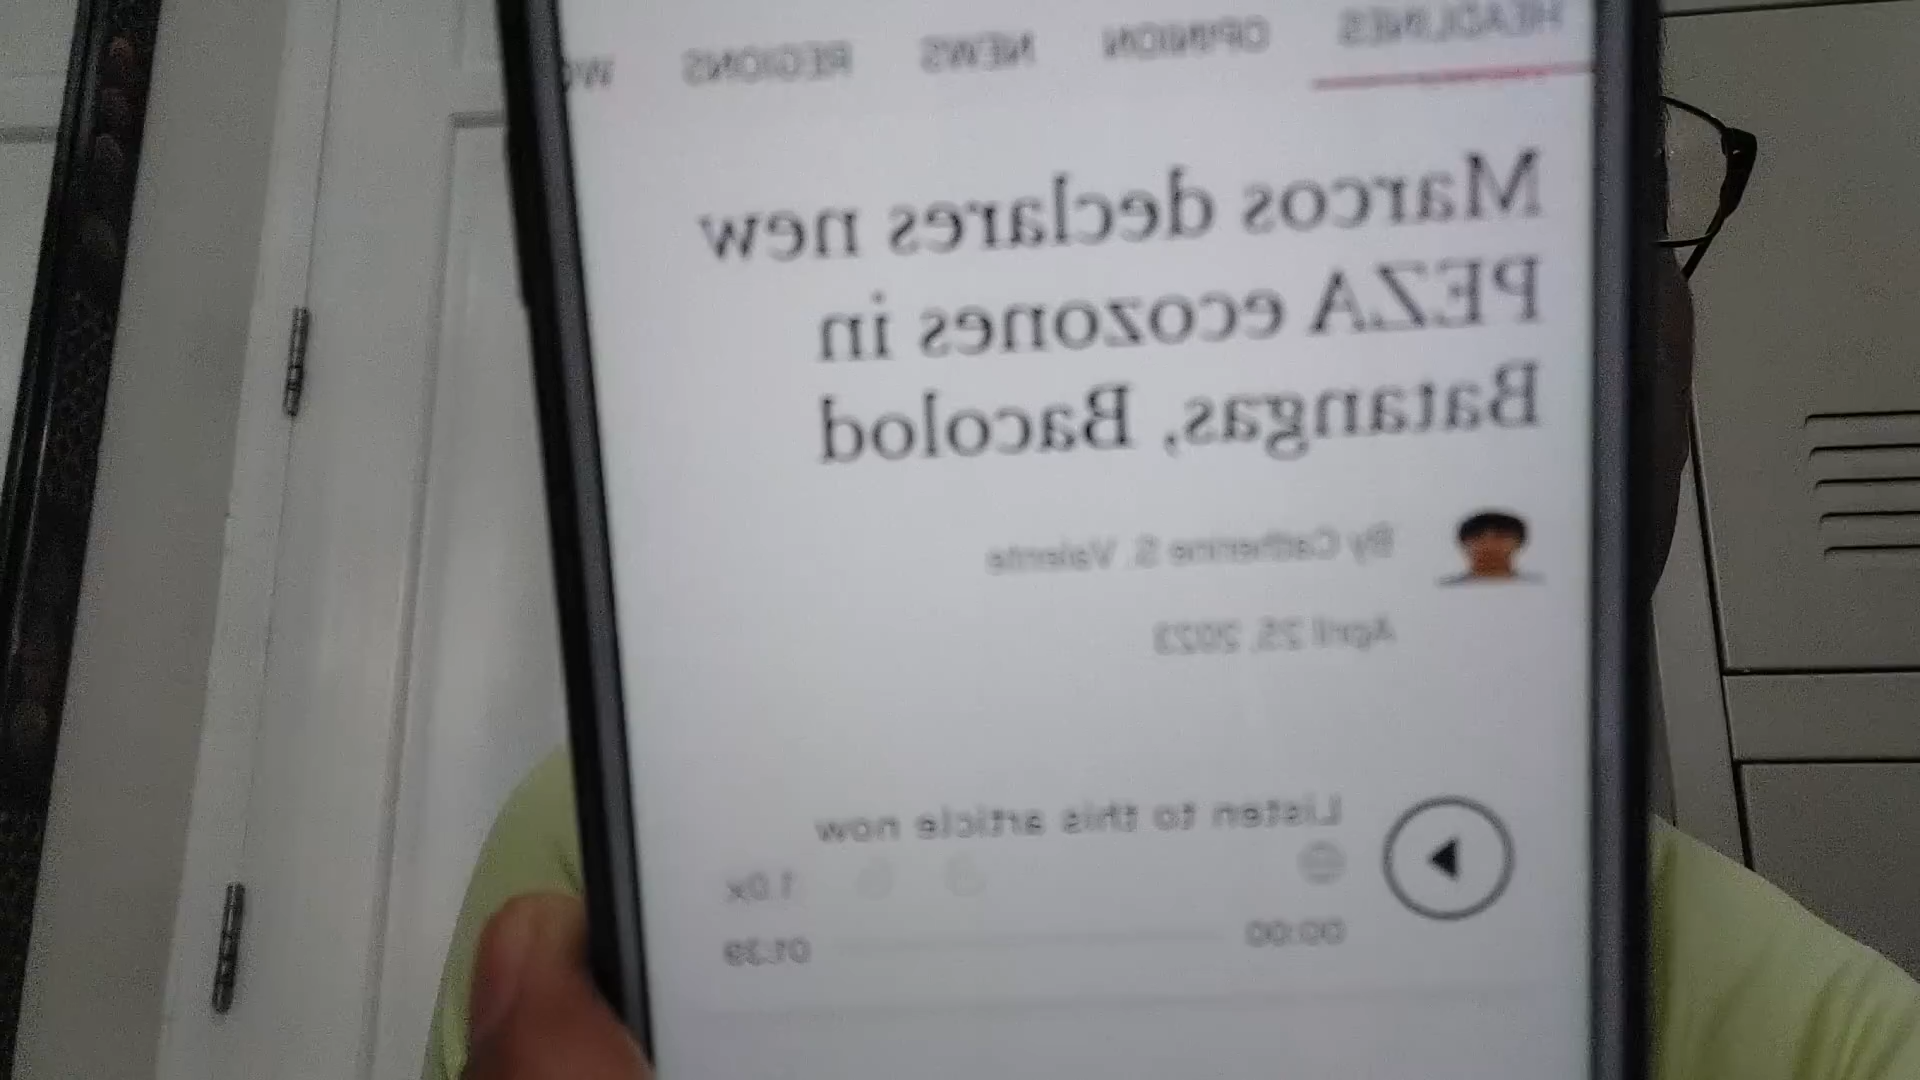 HEADLINES OPINION NEWS REGIONS
Marcos declares new
PEZA ecozones in
Batangas, Bacolod
By Catherine S. Valente
April 25, 2023
Listen to this article now
1.0x
00:00 01:39